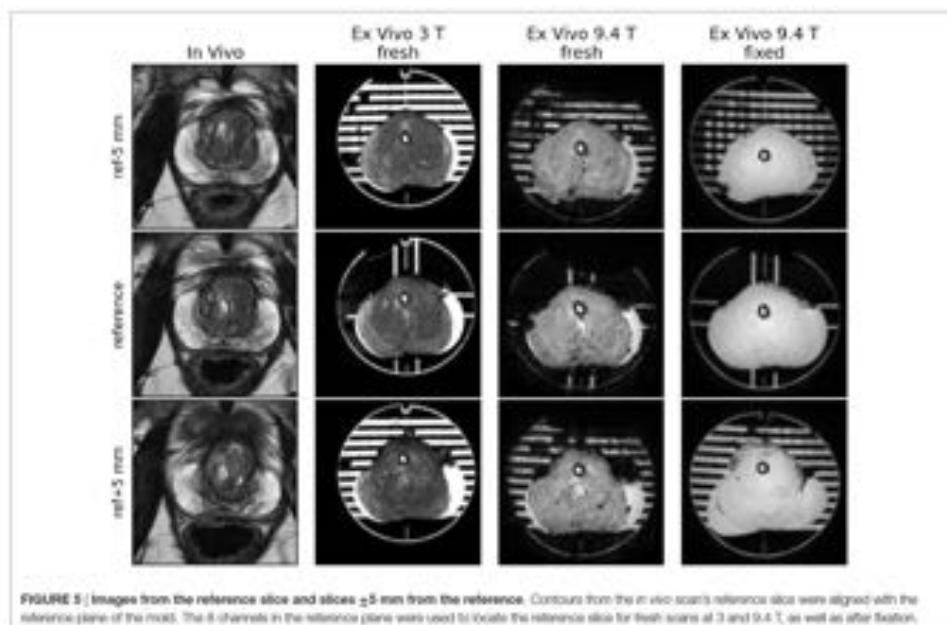 In Vivo
Ex Vivo 3 T
fresh
Ex Vivo 9.4 T
fresh
Ex Vivo 9.4 T
fixed
ref-5 mm
reference
ref+5 mm
FIGURE 5 | Images from the reference slice and slices ±5 mm from the reference. Contours from the in vivo scan's reference slice were aligned with the
reference plane of the mold. The 8 channels in the reference plane were used to locate the reference slice for fresh scans at 3 and 9.4 T, as well as after fixation.